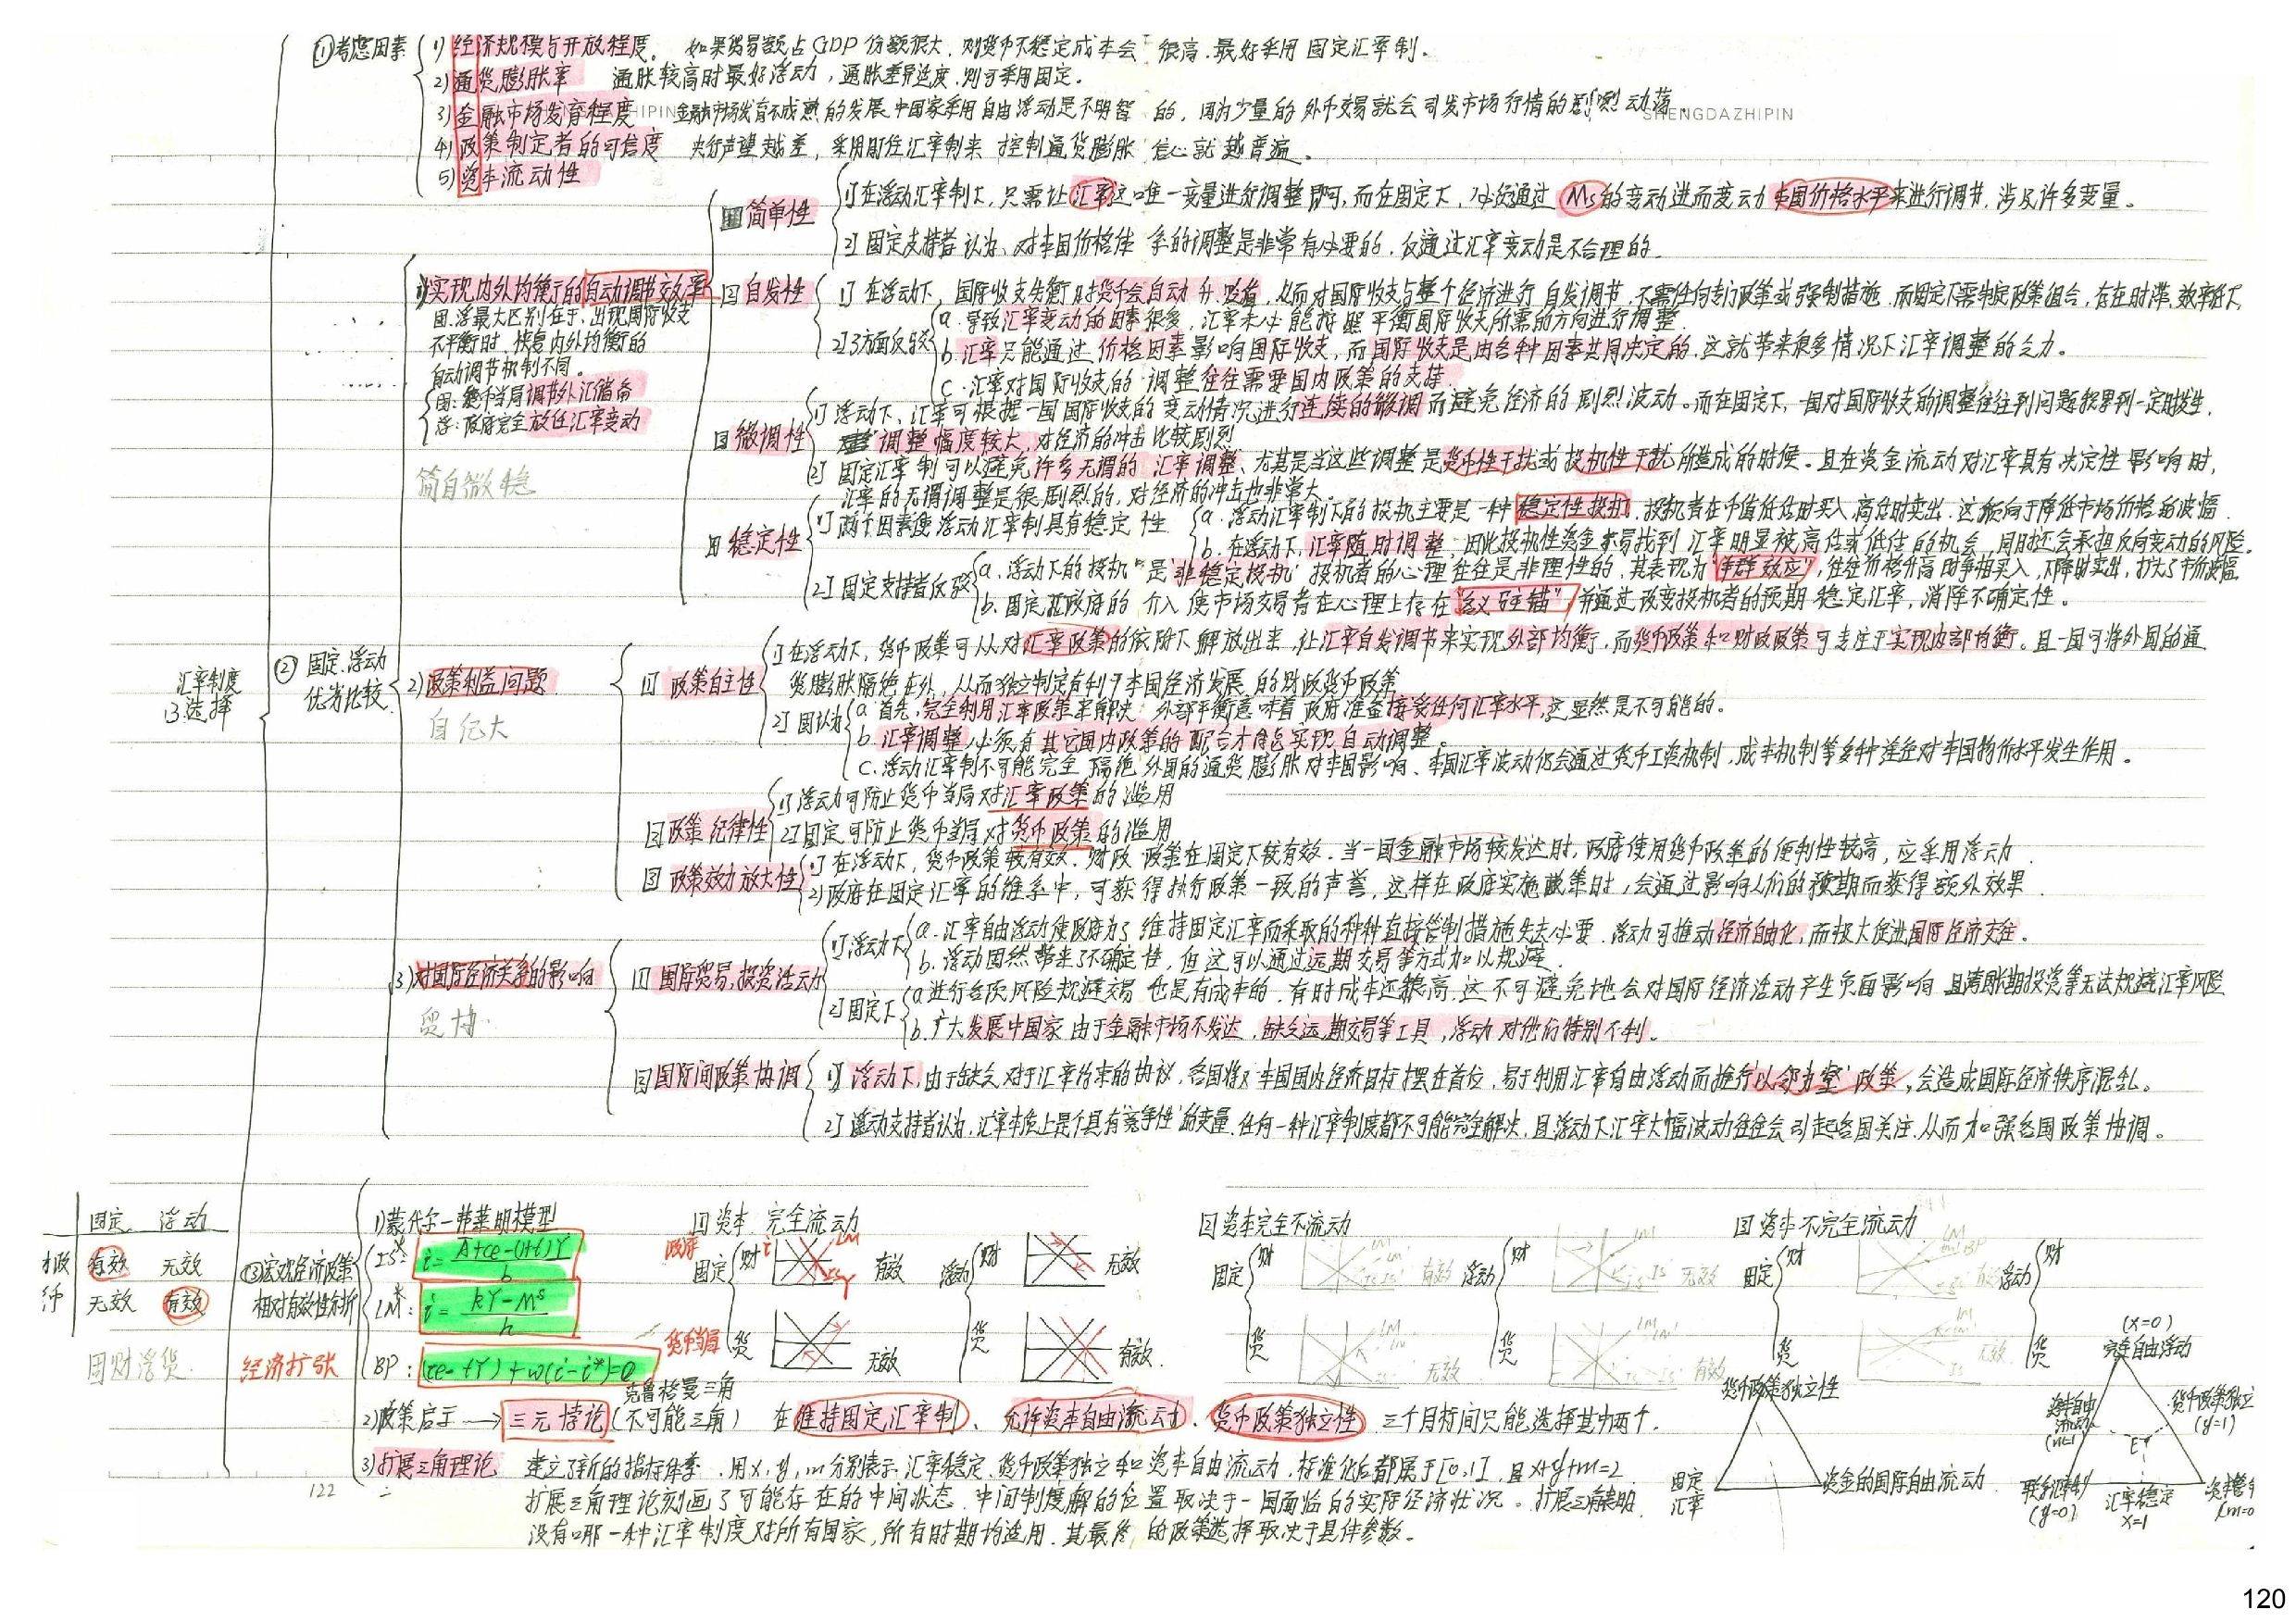 ①考虑因素
1) 经济规模与开放程度。 如果贸易额占GDP份额很大,则货币不稳定成本会很高.最好采用固定汇率制.
2) 通货膨胀率 通胀较高时最好浮动,通胀差异适度.则可采用固定.
3) 金融市场发育程度 金融市场发育不成熟的发展中国家采用自由浮动是不明智的,因为少量的外币交易就会引发市场行情的剧烈动荡.
SHENGDAZHIPIN
4) 政策制定者的可信度 央行声望越差,采用盯住汇率制来控制通货膨胀信心就越普遍。
5) 资本流动性
汇率制度
的选择
② 固定.浮动
优劣比较
1)实现内外均衡的自动调节效率
固.浮最大区别在于,出现国际收支
不平衡时.恢复内外均衡的
自动调节机制不同。
固:货币当局调节外汇储备
浮:政府完全放任汇率变动
简自微稳
①简单性
1] 在浮动汇率制下,只需让汇率这唯一变量进行调整即可,而在固定下,必须通过Ms的变动进而变动本国价格水平来进行调节,涉及许多变量。
2] 固定支持者认为,对本国价格体系的调整是非常有必要的,仅通过汇率变动是不合理的.
②自发性
1] 在浮动下,国际收支失衡时货币会自动升.贬值,从而对国际收支与整个经济进行自发调节,不需任何专门政策或强制措施.而固定下需制定政策组合,存在时滞,效率低下
2] 3方面反驳
a.导致汇率变动的因素很多,汇率未必能按照平衡国际收支所需的方向进行调整.
b.汇率只能通过价格因素影响国际收支,而国际收支是由各种因素共同决定的.这就带来很多情况下汇率调整的乏力。
c.汇率对国际收支的调整往往需要国内政策的支撑.
③微调性
1] 浮动下、汇率可根据一国国际收支的变动情况进行连续的微调而避免经济的剧烈波动。而在固定下,一国对国际收支的调整往往到问题积累到一定时发生,
调整幅度较大,对经济的冲击比较剧烈
2] 固定汇率制可以避免许多无谓的汇率调整、尤其是当这些调整是货币性干扰或投机性干扰所造成的时候。且在资金流动对汇率具有决定性影响时,
汇率的无谓调整是很剧烈的,对经济的冲击也非常大.
④稳定性
1] 两个因素使浮动汇率制具有稳定性
a.浮动汇率制下的投机主要是一种稳定性投机,投机者在币值低估时买入,高估时卖出.这倾向于降低市场价格的波幅.
b.在浮动下,汇率随时调整,因此投机性资金不易找到汇率明显被高估或低估的机会,同时还会承担反向变动的风险.
2] 固定支持者反驳
a.浮动下的投机"是"非稳定投机"投机者的心理往往是非理性的,其表现为"羊群效应",往往价格升高时争相买入,下降时卖出,扩大了市价波幅
b.固定下政府的介入使市场交易者在心理上存在"名义驻锚"并通过改变投机者的预期稳定汇率,消除不确定性。
2)政策利益问题
自纪大
①政策自主性
1]在浮动下,货币政策可从对汇率政策的依附下解放出来,让汇率自发调节来实现外部均衡,而货币政策和财政政策可专注于实现内部均衡。且一国可将外国的通
货膨胀隔绝在外,从而独立制定有利于本国经济发展的财政货币政策
2] 固认为
a 首先,完全利用汇率政策来解决外部平衡意味着政府准备接受任何汇率水平,这显然是不可能的。
b.汇率调整必须有其它国内政策的配合才能实现自动调整。
c.浮动汇率制不可能完全隔绝外国的通货膨胀对本国影响、本国汇率波动仍会通过货币工资机制,成本机制等多种途径对本国物价水平发生作用。
②政策纪律性
1] 浮动可防止货币当局对汇率政策的滥用
2] 固定可防止货币当局对货币政策的滥用
③政策效力放大性
1] 在浮动下,货币政策较有效.财政政策在固定下较有效.当一国金融市场较发达时,政府使用货币政策的便利性较高,应采用浮动.
2) 政府在固定汇率的维系中,可获得执行政策一致的声誉,这样在政府实施政策时,会通过影响人们的预期而获得额外效果.
3)对国际经济关系的影响
贸协.
①国际贸易,投资活动
1] 浮动下
a.汇率自由浮动使政府为了维持固定汇率而采取的种种直接管制措施失去必要.浮动可推动经济自由化,而极大促进国际经济交往.
b.浮动固然带来了不确定性,但这可以通过远期交易等方式加以规避.
2] 固定下
a 进行各项风险规避交易也是有成本的,有时成本还很高.这不可避免地会对国际经济活动产生负面影响.且跨期长期投资等无法规避汇率风险
b.广大发展中国家由于金融市场不发达,缺乏远期交易等工具,浮动对他们特别不利。
②国际间政策协调
1] 浮动下,由于缺乏对于汇率约束的协议,各国将本国国内经济目标摆在首位,易于利用汇率自由浮动而推行"以邻为壑"政策,会造成国际经济秩序混乱。
2] 浮动支持者认为,汇率本质上是个具有"竞争性"的变量,任何一种汇率制度都不可能完全解决.且浮动下汇率大幅波动往往会引起各国关注.从而加强各国政策协调。
固定 浮动
财政 有效 无效
货币 无效 有效
固财浮货.
③宏观经济政策
相对有效性分析
经济扩张
1)蒙代尔—弗莱明模型
IS*: i=(Ā+ce-(1+t)Y)/b
LM*: i=(kY-Ms)/h
BP: (ce-tY)+w(i-i*)=0
①资本完全流动
政府
货币当局
固定 财 i LM IS Y 有效
货 无效
浮动 财 无效
货 有效.
②资本完全不流动
固定 财 LM LM' IS IS' 有效
货 LM LM' IS 无效
浮动 财 LM IS IS' 无效
货 LM LM' IS IS' 有效
③资本不完全流动
固定 财 LM LM' BP IS 有效
货 LM LM' IS 无效
浮动 财
货
克鲁格曼三角
2)政策启示→三元悖论(不可能三角) 在维持固定汇率制、允许资本自由流动、货币政策独立性三个目标间只能选择其中两个.
3)扩展三角理论 建立了新的指标体系.用x,y,m分别表示汇率稳定、货币政策独立和资本自由流动.标准化后都属于[0,1],且x+y+m=2.
扩展三角理论刻画了可能存在的中间状态.中间制度解的位置取决于一国面临的实际经济状况。扩展三角表明
没有哪一种汇率制度对所有国家,所有时期均适用.其最终的政策选择取决于具体参数。
货币政策独立性
固定
汇率
资金的国际自由流动.
(x=0)
完全自由浮动
资本自由
流动
(m=1)
货币政策独立
(y=1)
E
(y=0)
汇率稳定
x=1
(m=0
122
120